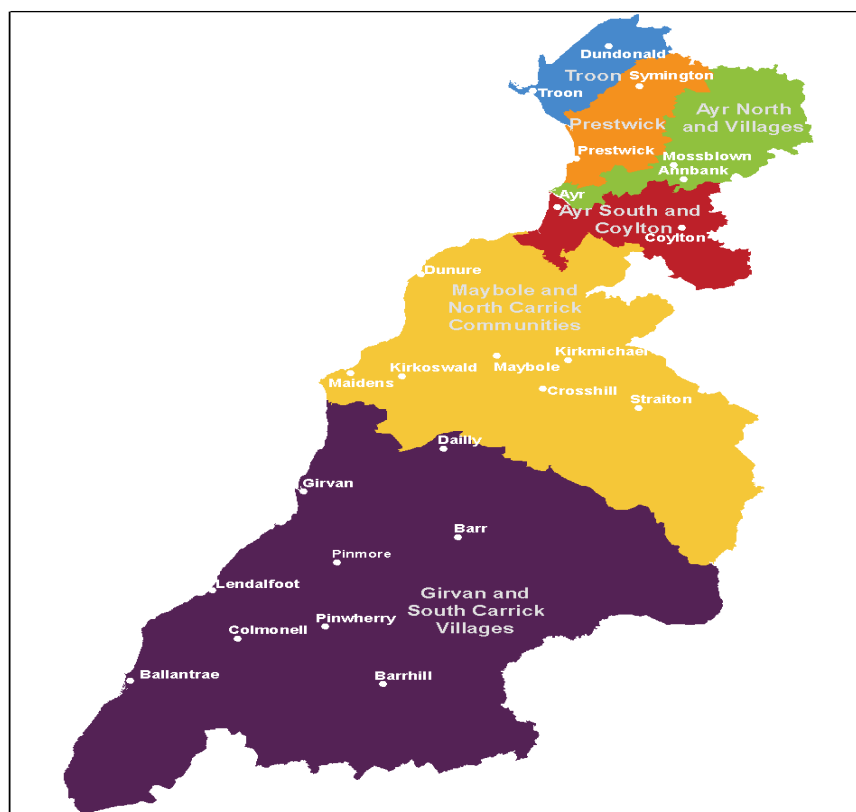 Dundonald
Troon
Symington
Troon
Ayr North
and Villages
Prestwick
Prestwick
Mossblown
Annbank
Ayr
Ayr South and
Coylton
Coylton
Dunure
Maybole and
North Carrick
Communities
Kirkmichael
Kirkoswald
Maybole
Maidens
Crosshill
Straiton
Dailly
Girvan
Barr
Pinmore
Lendalfoot
Girvan and
South Carrick
Villages
Pinwherry
Colmonell
Ballantrae
Barrhill